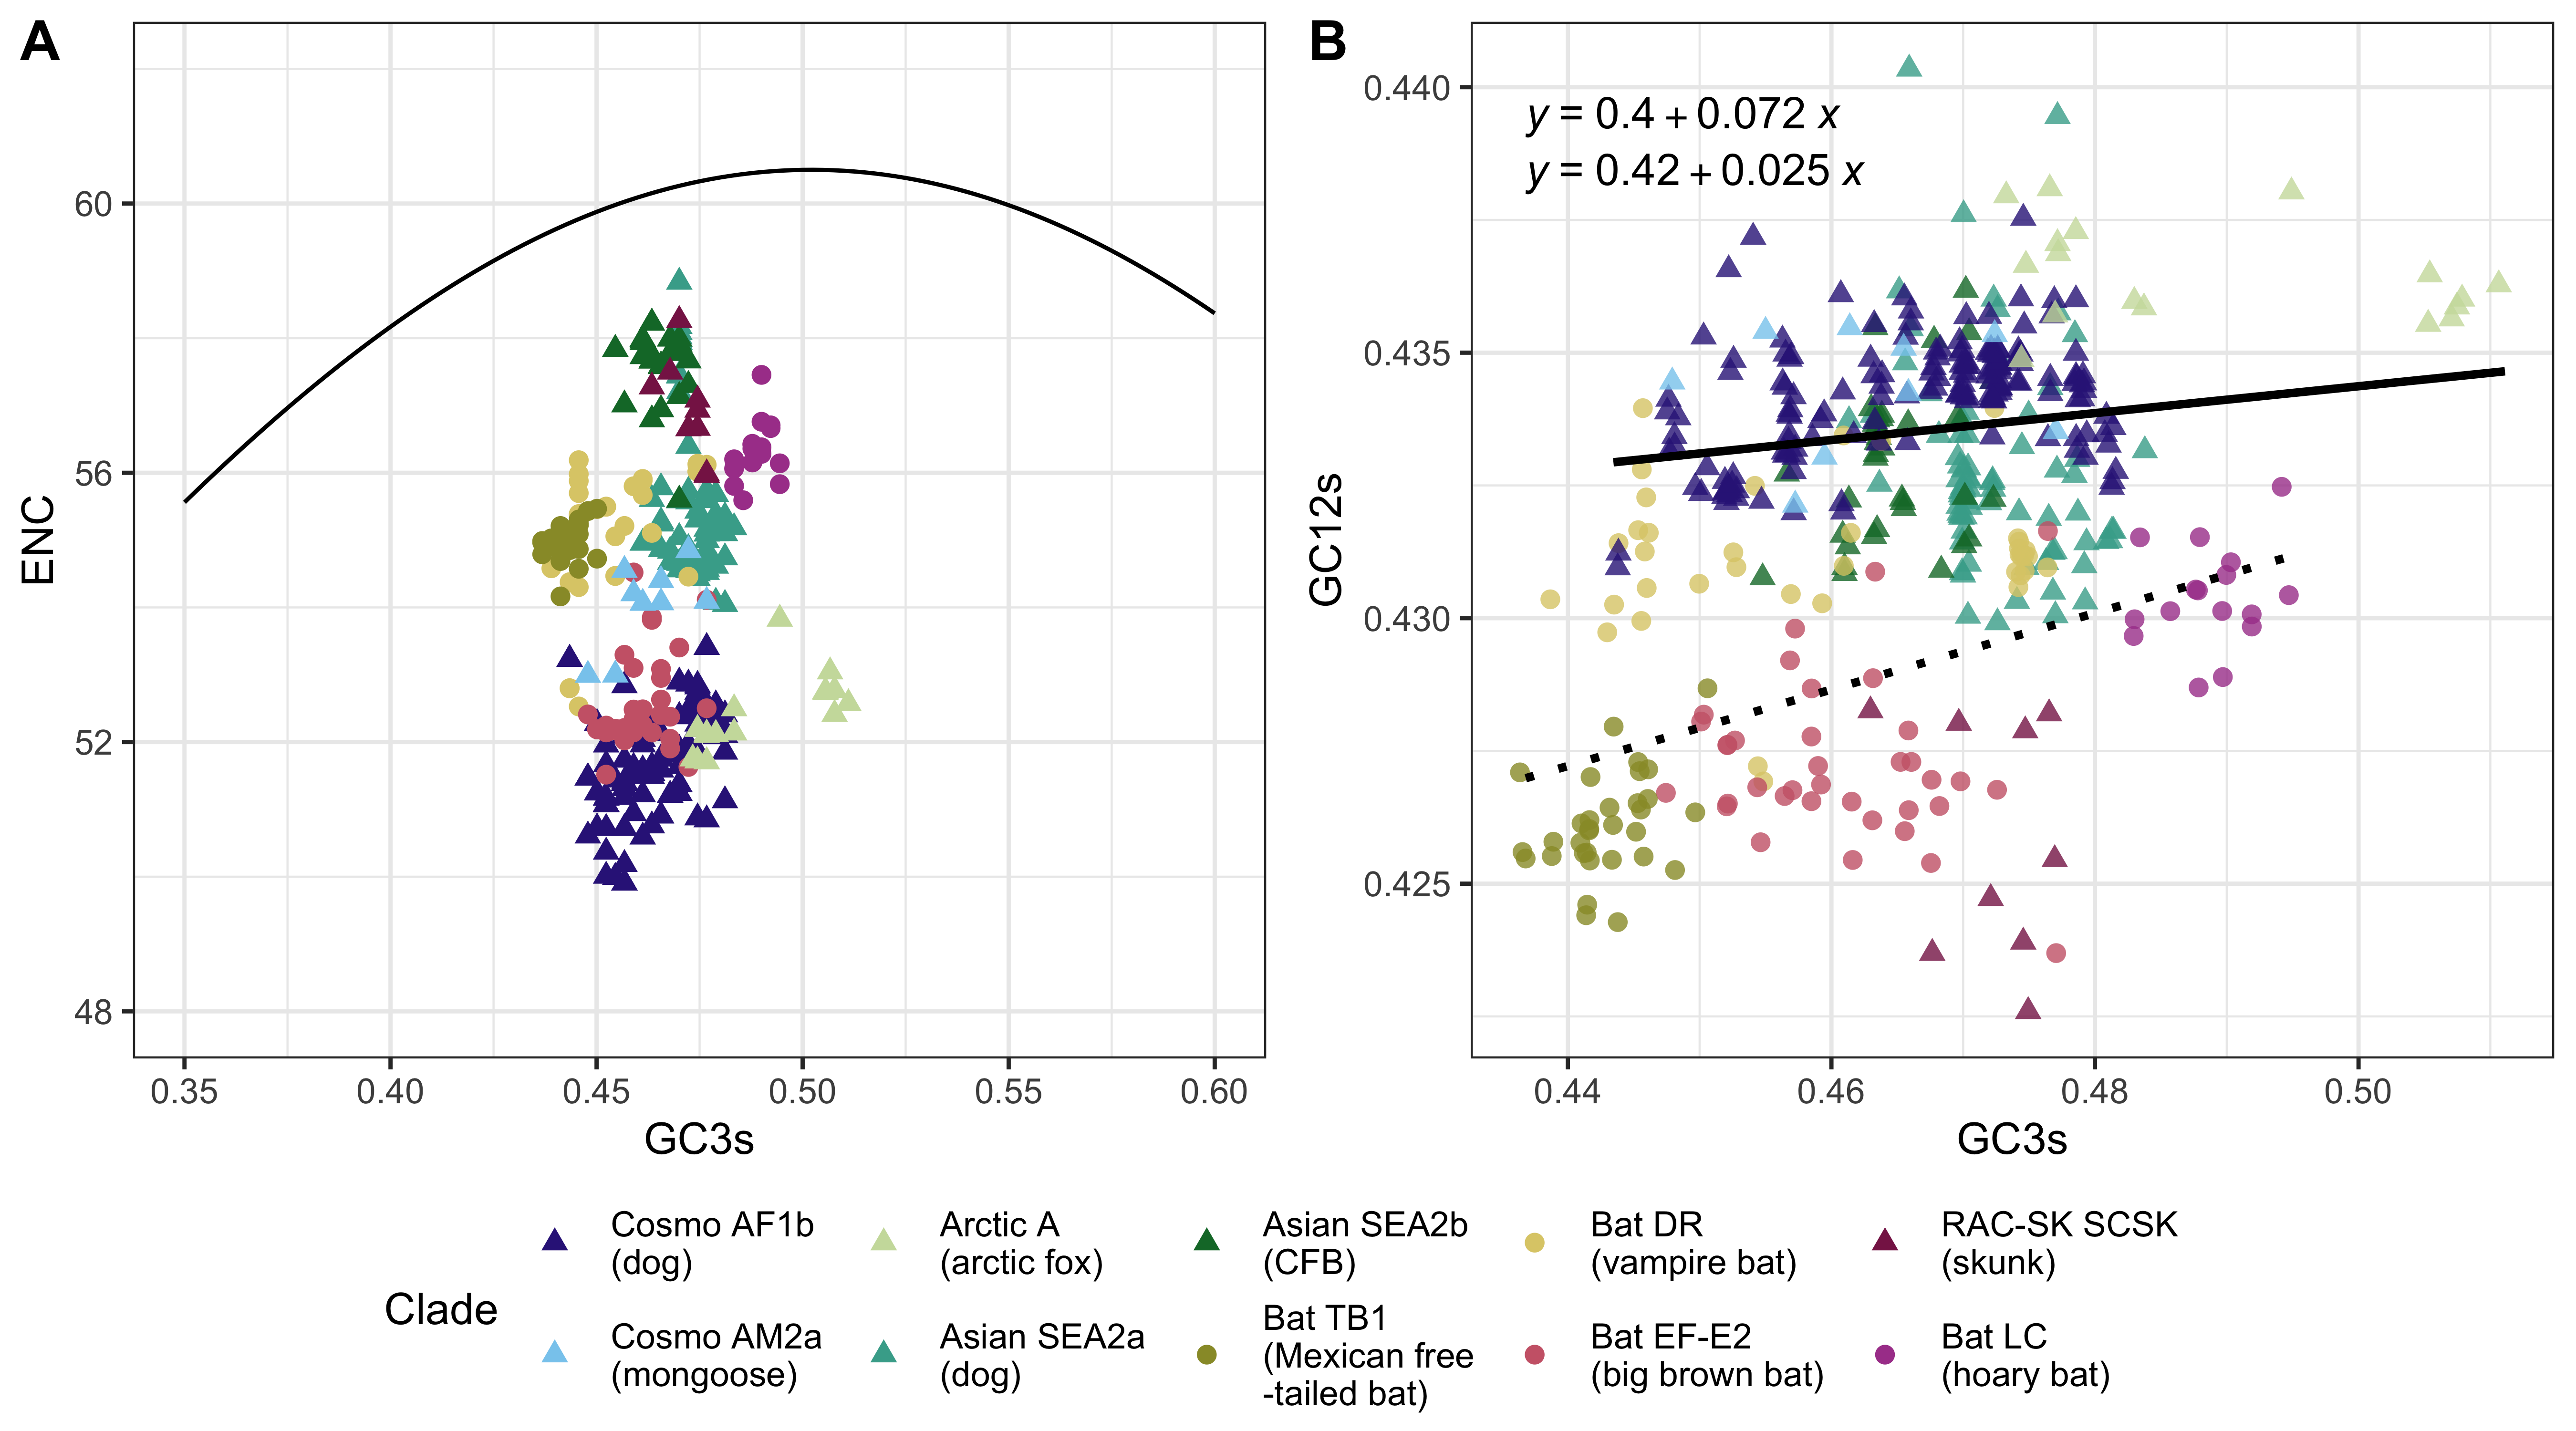 A
ENC
60
56
52
48
0.35 0.40 0.45 0.50 0.55 0.60
GC3s
B
GC12s
0.440
0.435
0.430
0.425
y = 0.4 + 0.072 x
y = 0.42 + 0.025 x
0.44 0.46 0.48 0.50
GC3s
Clade
Cosmo AF1b
(dog)
Cosmo AM2a
(mongoose)
Arctic A
(arctic fox)
Asian SEA2a
(dog)
Asian SEA2b
(CFB)
Bat TB1
(Mexican free
-tailed bat)
Bat DR
(vampire bat)
Bat EF-E2
(big brown bat)
RAC-SK SCSK
(skunk)
Bat LC
(hoary bat)